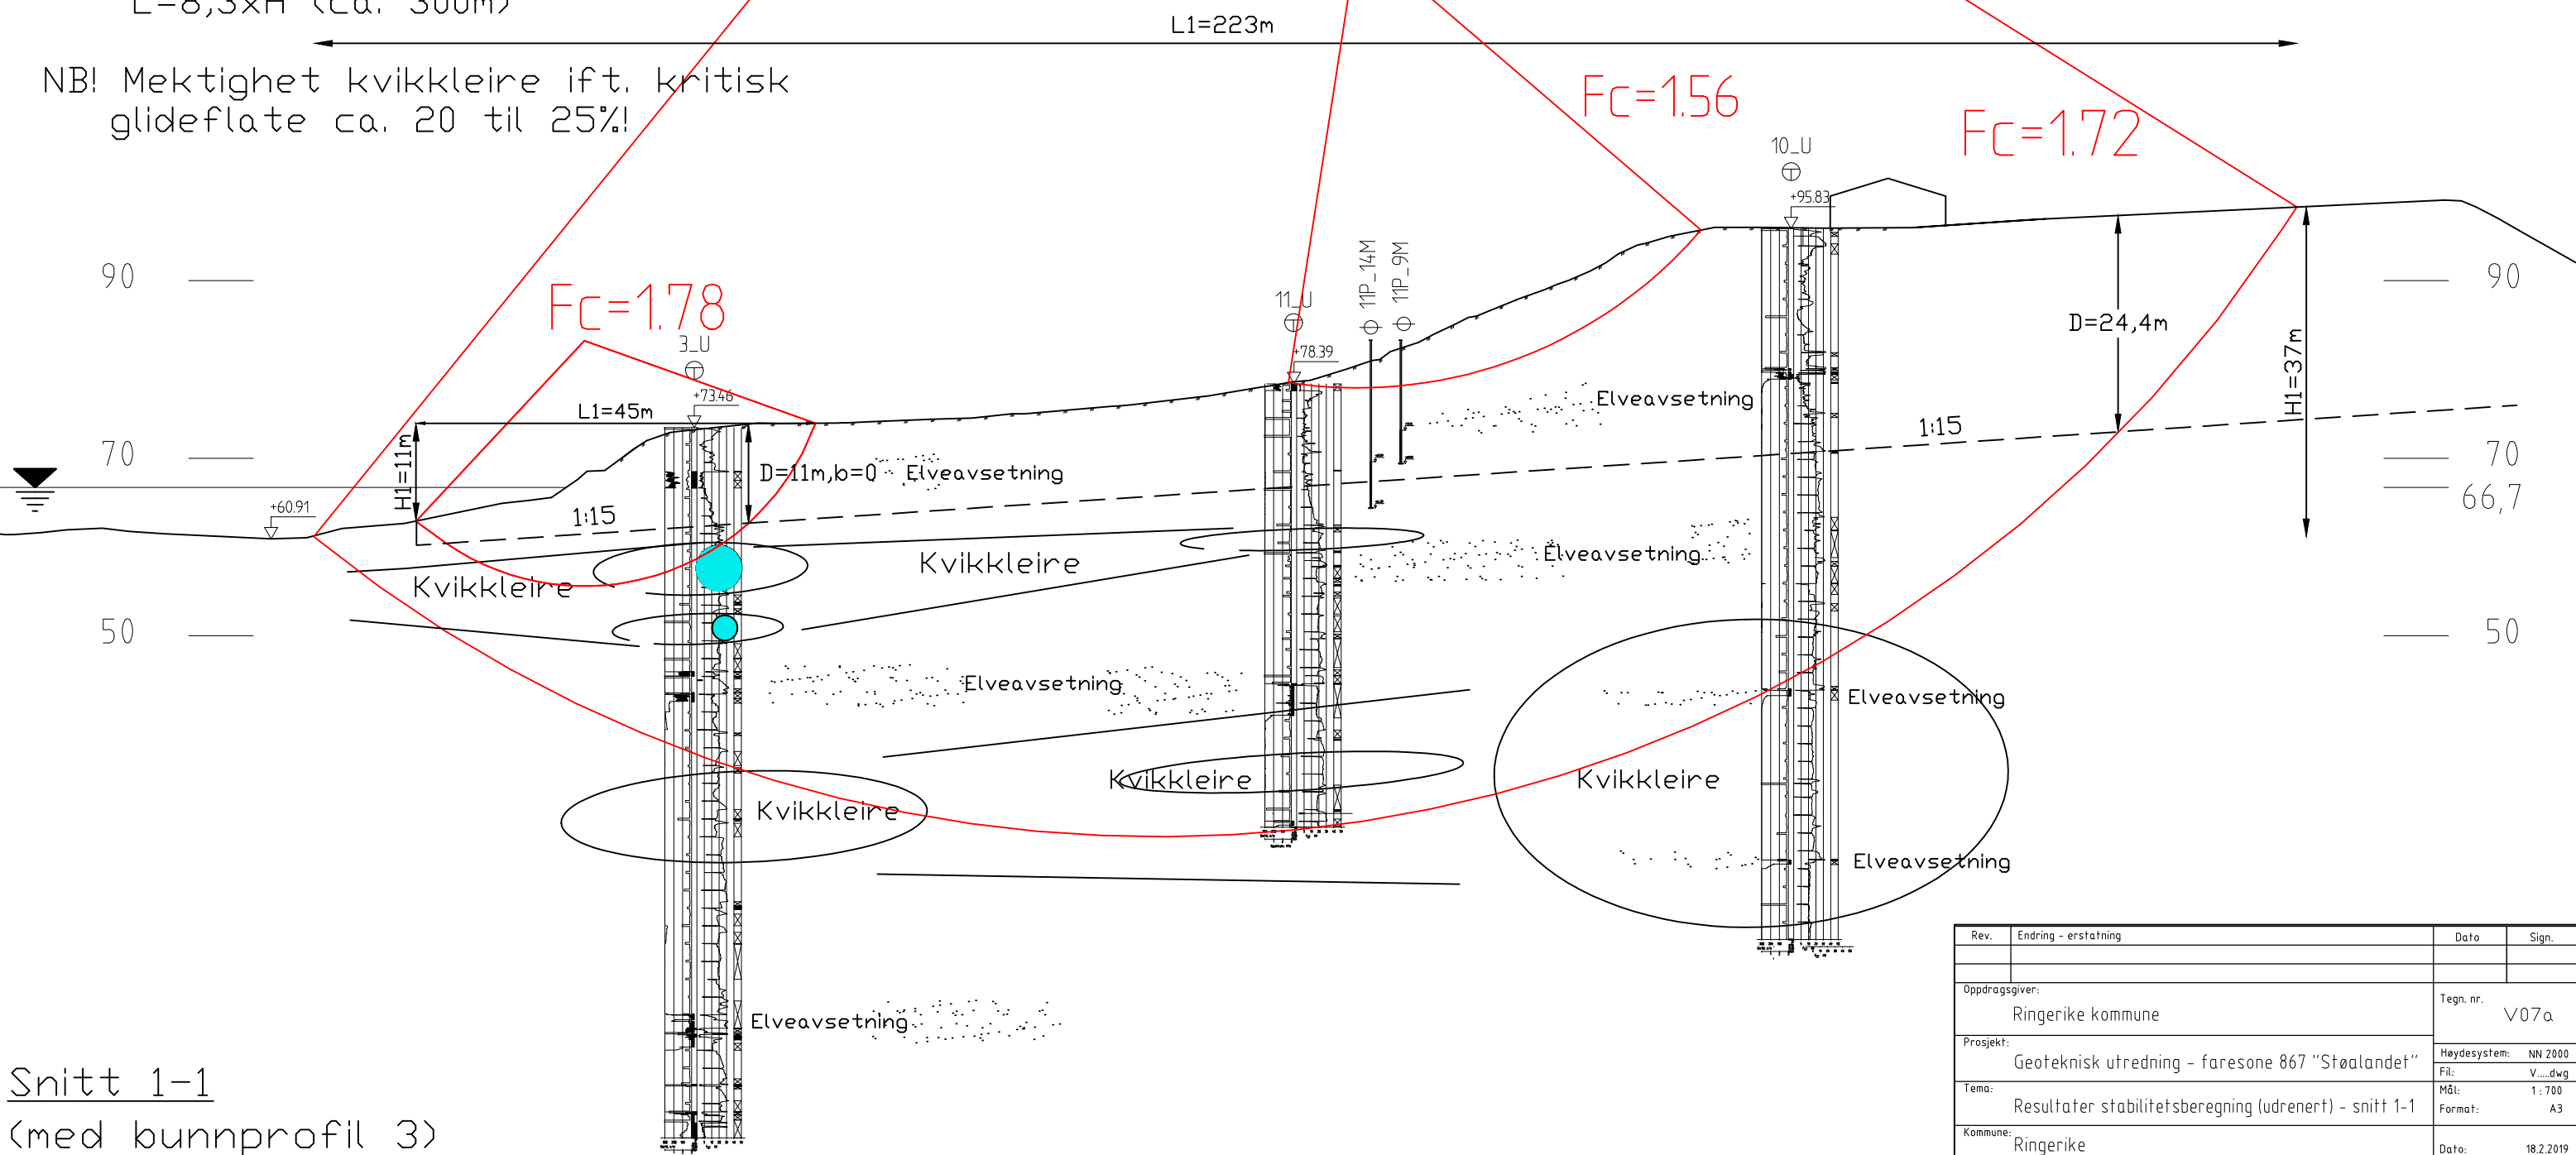 L=8,3xH (ca. 300m)
L1=223m
NB! Mektighet kvikkleire ift. kritisk
glideflate ca. 20 til 25%!
Fc=1.56
Fc=1.72
10_U
+95.83
90
90
11P_14M
11P_9M
Fc=1.78
11_U
3_U
+78.39
D=24,4m
H1=37m
+73.46
L1=45m
Elveavsetning
1:15
H1=11m
70
70
D=11m,b=0
Elveavsetning
66,7
+60.91
1:15
Kvikkleire
Kvikkleire
Elveavsetning
50
50
Elveavsetning
Elveavsetning
Kvikkleire
Kvikkleire
Kvikkleire
Elveavsetning
Elveavsetning
Snitt 1-1
(med bunnprofil 3)
Rev.
Endring - erstatning
Dato
Sign.
Oppdragsgiver:
Ringerike kommune
Tegn. nr.
V07a
Prosjekt:
Geoteknisk utredning - faresone 867 "Støalandet"
Høydesystem: NN 2000
Fil: V.....dwg
Tema:
Resultater stabilitetsberegning (udrenert) - snitt 1-1
Mål: 1:700
Format: A3
Kommune:
Ringerike
Dato: 18.2.2019